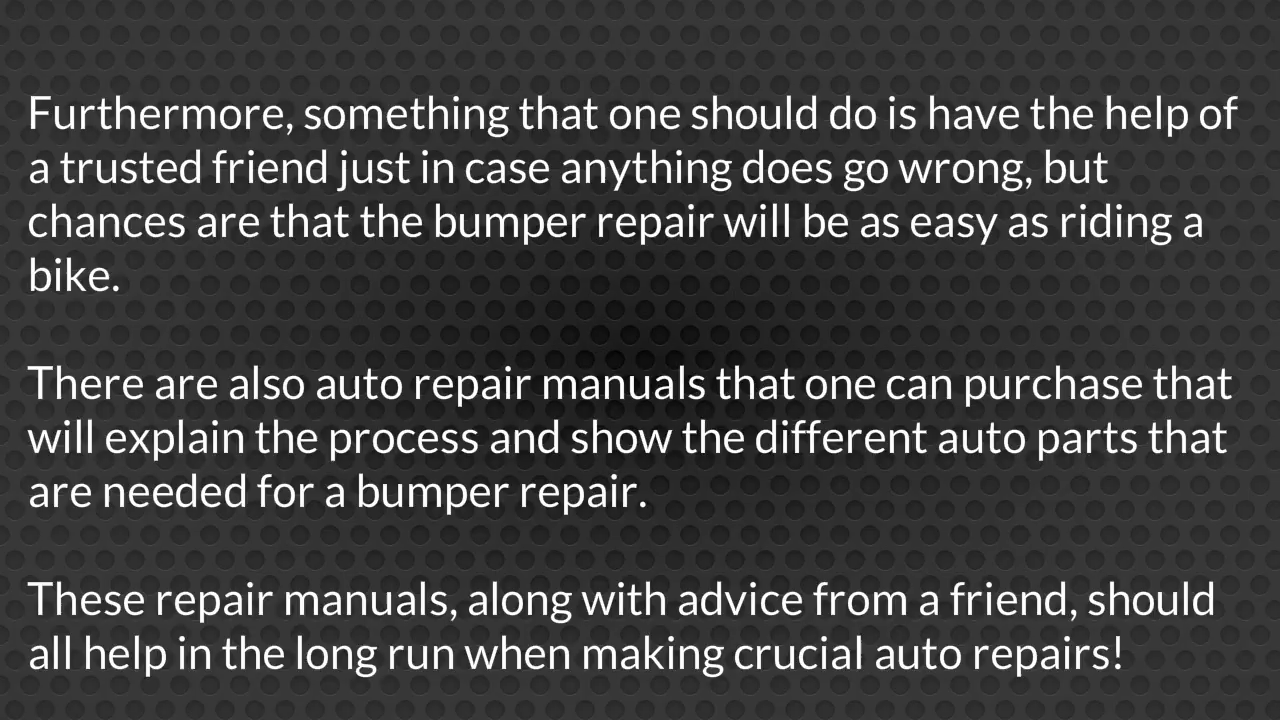 Furthermore, something that one should do is have the help of
a trusted friend just in case anything does go wrong, but
chances are that the bumper repair will be as easy as riding a
bike.
There are also auto repair manuals that one can purchase that
will explain the process and show the different auto parts that
are needed for a bumper repair.
These repair manuals, along with advice from a friend, should
all help in the long run when making crucial auto repairs!